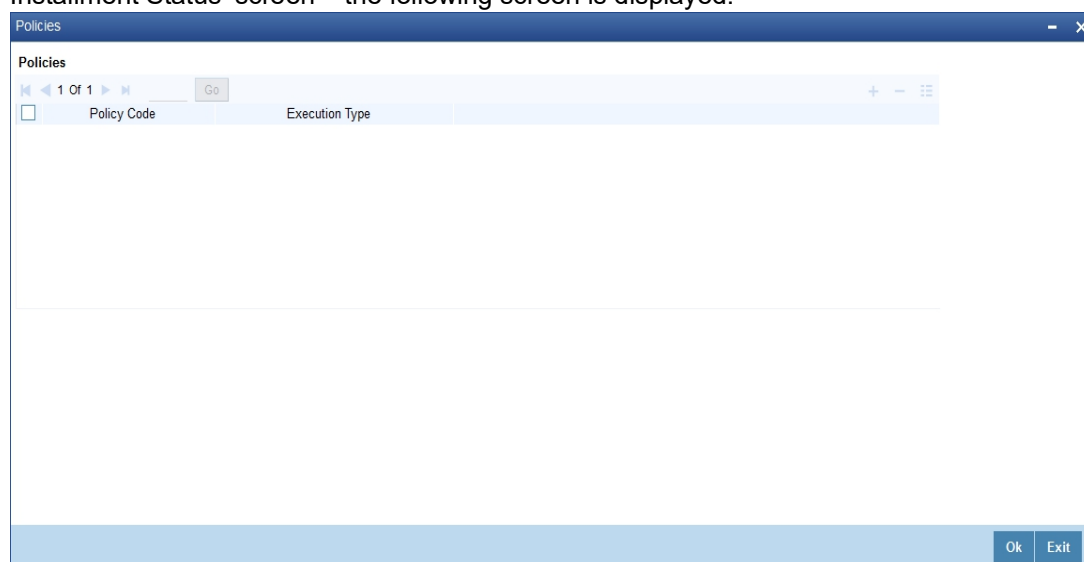 Installment Status' screen – the following screen is displayed.
Policies
Policies
1 Of 1 Go
Policy Code Execution Type
Ok Exit